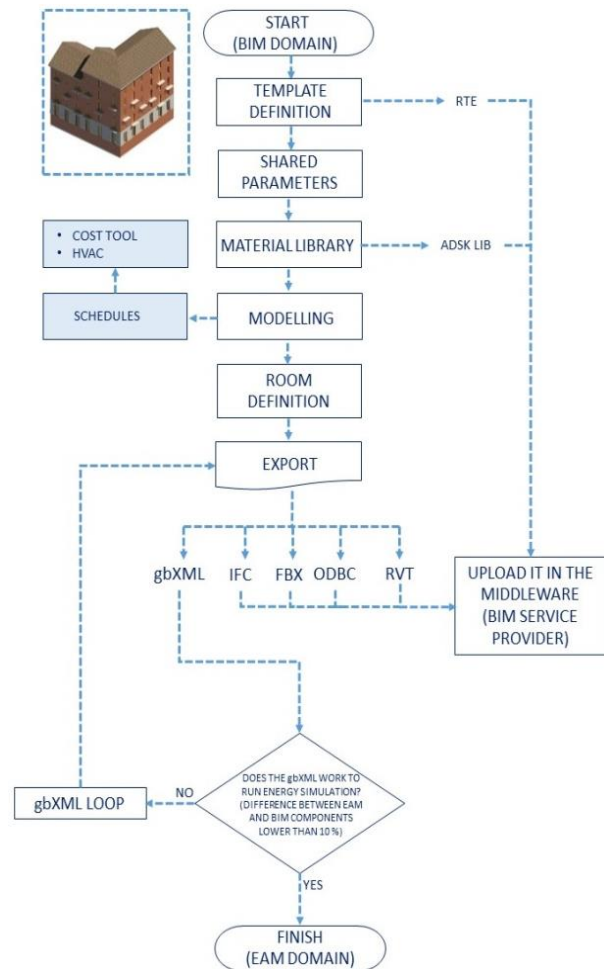 START
(BIM DOMAIN)
TEMPLATE
DEFINITION
RTE
SHARED
PARAMETERS
MATERIAL LIBRARY
ADSK LIB
• COST TOOL
• HVAC
SCHEDULES
MODELLING
ROOM
DEFINITION
EXPORT
gbXML
IFC
FBX
ODBC
RVT
UPLOAD IT IN THE
MIDDLEWARE
(BIM SERVICE
PROVIDER)
DOES THE gbXML WORK TO
RUN ENERGY SIMULATION?
(DIFFERENCE BETWEEN EAM
AND BIM COMPONENTS
LOWER THAN 10 %)
NO
gbXML LOOP
YES
FINISH
(EAM DOMAIN)